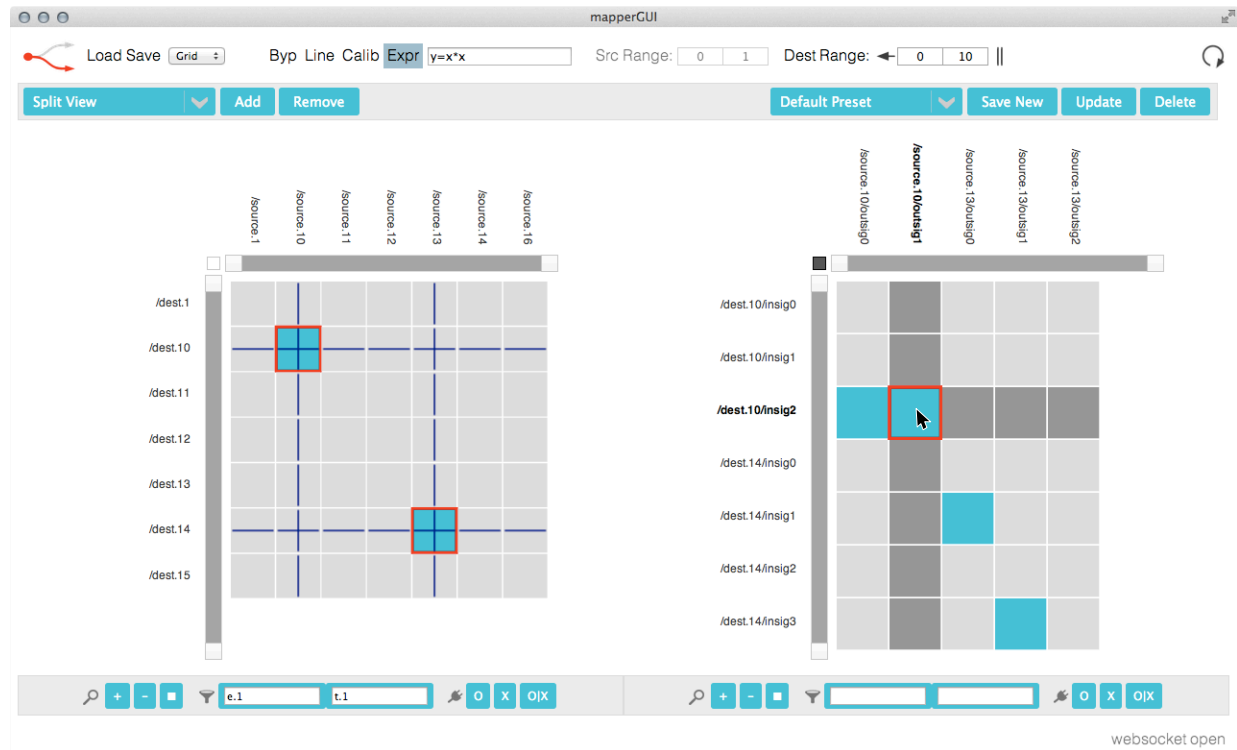 mapperGUI
Load Save Grid Byp Line Calib Expr y=x*x Src Range: 0 1 Dest Range: 0 10
Split View Add Remove Default Preset Save New Update Delete
/source.1 /source.10 /source.11 /source.12 /source.13 /source.14 /source.16
/dest.1
/dest.10
/dest.11
/dest.12
/dest.13
/dest.14
/dest.15
/source.10/outsig0 /source.10/outsig1 /source.13/outsig0 /source.13/outsig1 /source.13/outsig2
/dest.10/insig0
/dest.10/insig1
/dest.10/insig2
/dest.14/insig0
/dest.14/insig1
/dest.14/insig2
/dest.14/insig3
+ - e.1 t.1 O X O|X + - O X O|X
websocket open